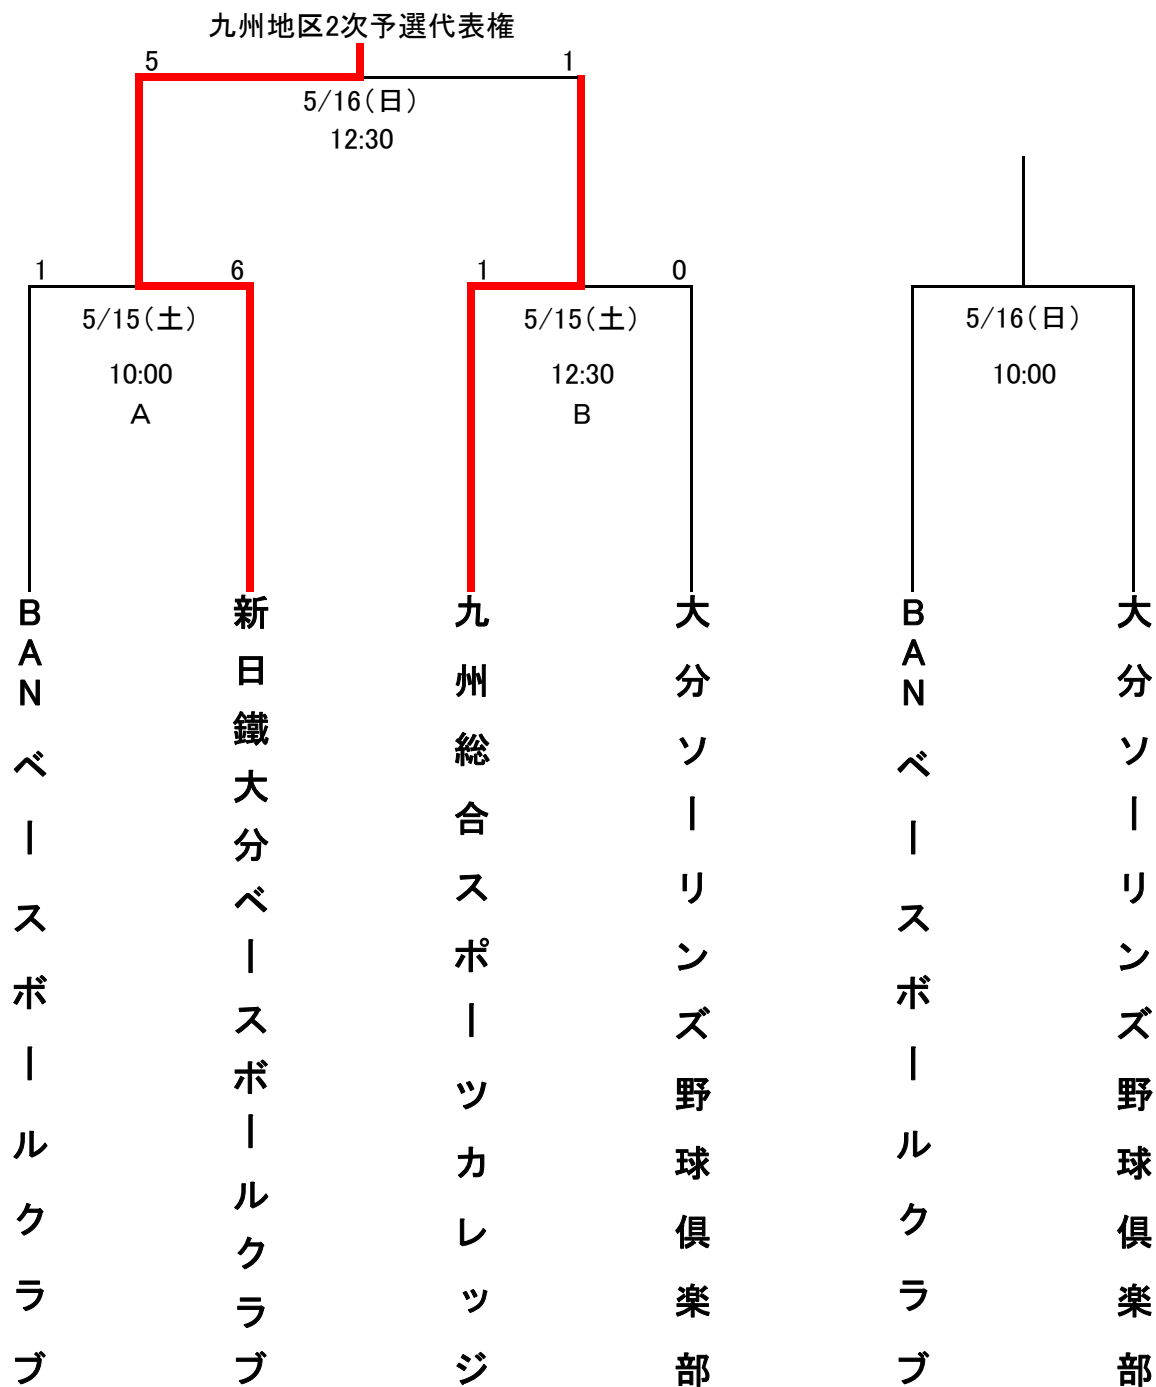 九州地区2次予選代表権
5 1
5/16(日)
12:30
1 6 1 0
5/15(土) 5/15(土) 5/16(日)
10:00 12:30 10:00
A B
BANベースボールクラブ
新日鐵大分ベースボールクラブ
九州総合スポーツカレッジ
大分ソーリンズ野球倶楽部
BANベースボールクラブ
大分ソーリンズ野球倶楽部